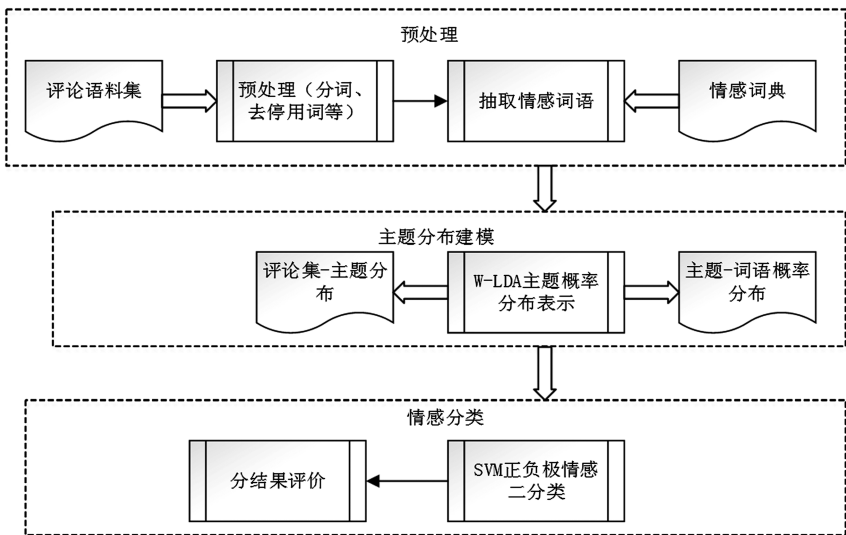 预处理
评论语料集
预处理（分词、
去停用词等）
抽取情感词语
情感词典
主题分布建模
评论集-主题分
布
W-LDA主题概率
分布表示
主题-词语概率
分布
情感分类
分结果评价
SVM正负极情感
二分类